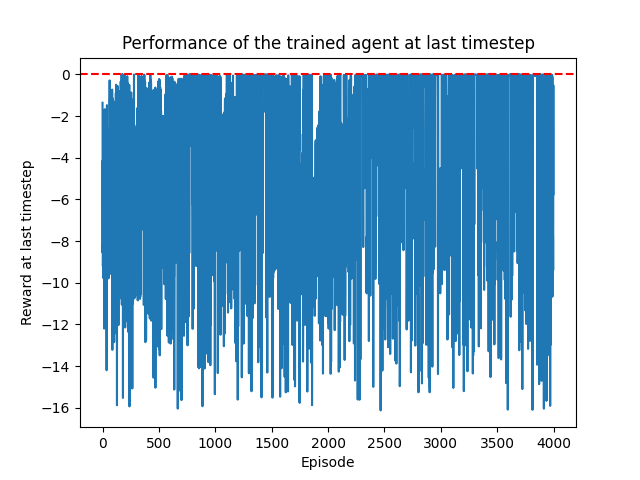 Performance of the trained agent at last timestep
0
−2
−4
−6
−8
−10
−12
−14
−16
Reward at last timestep
0 500 1000 1500 2000 2500 3000 3500 4000
Episode